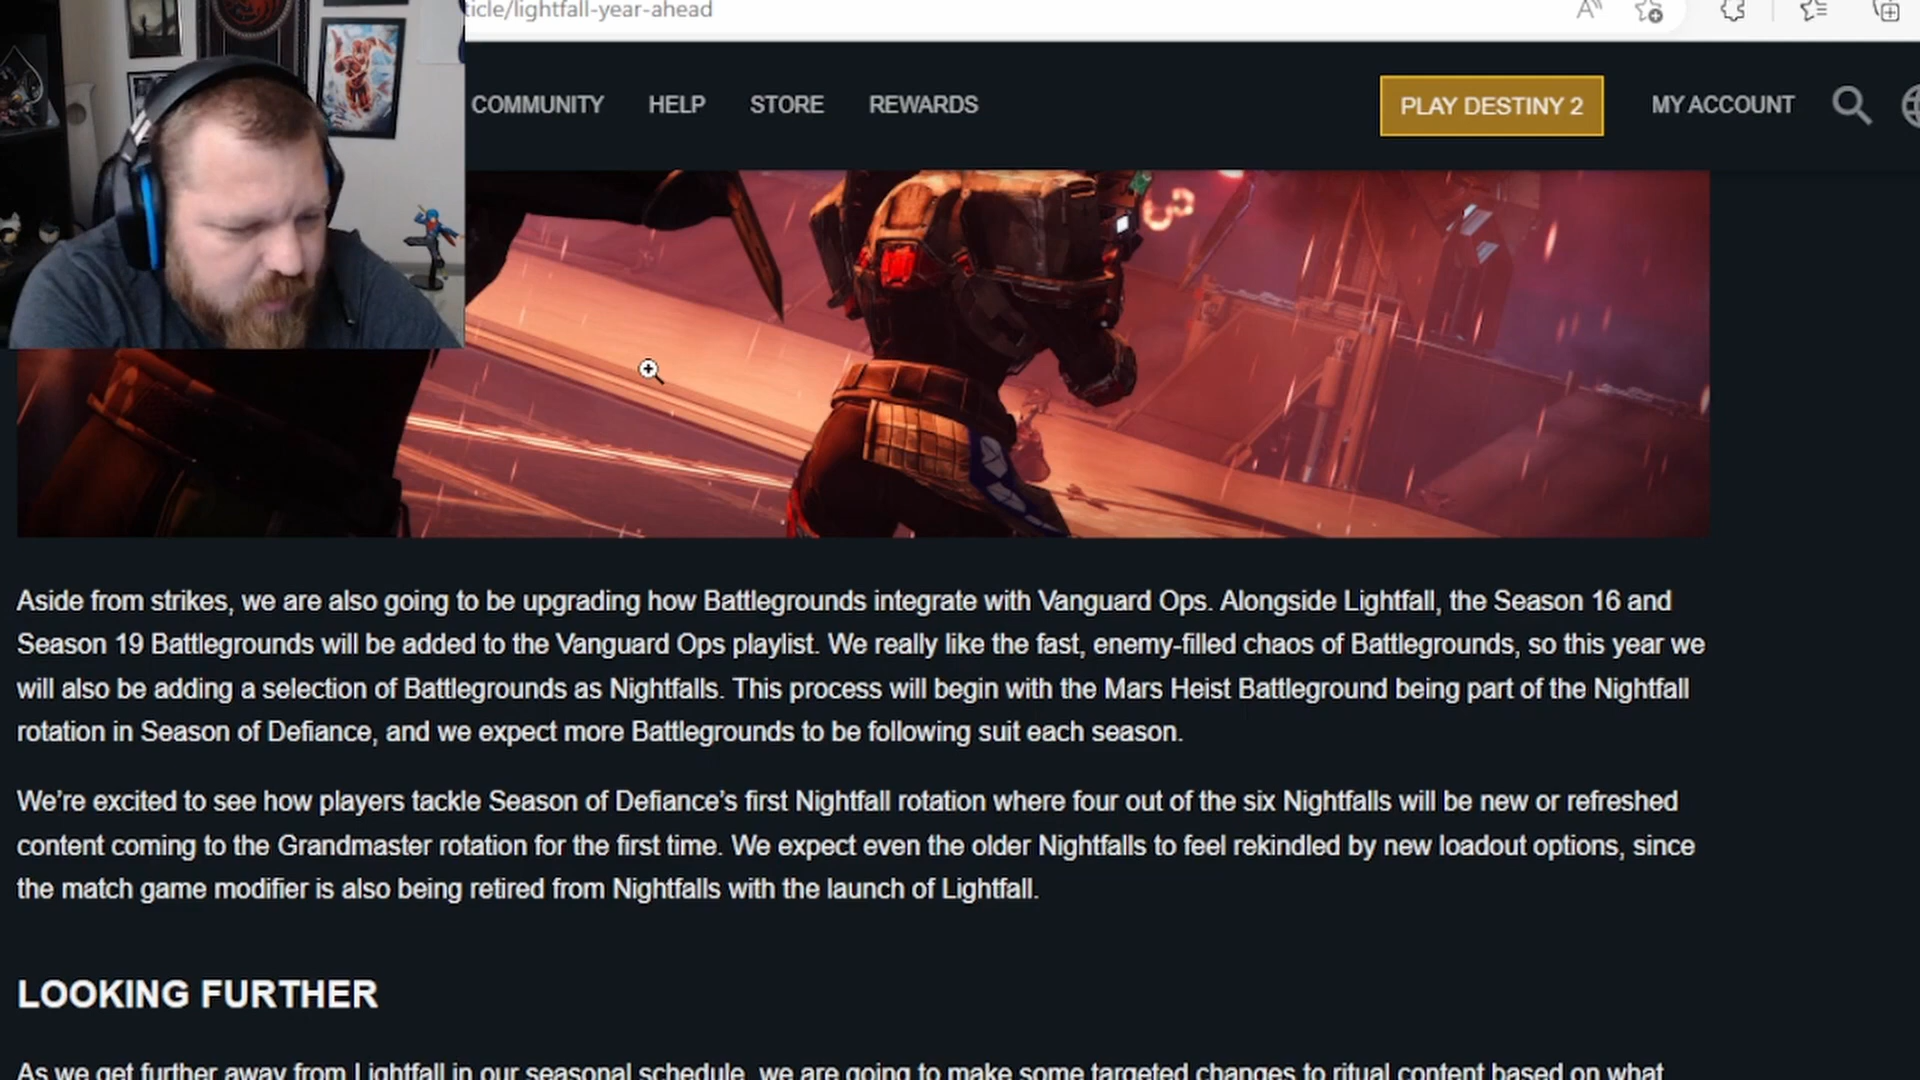 icle/lightfall-year-ahead
COMMUNITY HELP STORE REWARDS PLAY DESTINY 2 MY ACCOUNT
Aside from strikes, we are also going to be upgrading how Battlegrounds integrate with Vanguard Ops. Alongside Lightfall, the Season 16 and
Season 19 Battlegrounds will be added to the Vanguard Ops playlist. We really like the fast, enemy-filled chaos of Battlegrounds, so this year we
will also be adding a selection of Battlegrounds as Nightfalls. This process will begin with the Mars Heist Battleground being part of the Nightfall
rotation in Season of Defiance, and we expect more Battlegrounds to be following suit each season.
We’re excited to see how players tackle Season of Defiance’s first Nightfall rotation where four out of the six Nightfalls will be new or refreshed
content coming to the Grandmaster rotation for the first time. We expect even the older Nightfalls to feel rekindled by new loadout options, since
the match game modifier is also being retired from Nightfalls with the launch of Lightfall.
LOOKING FURTHER
As we get further away from Lightfall in our seasonal schedule, we are going to make some targeted changes to ritual content based on what